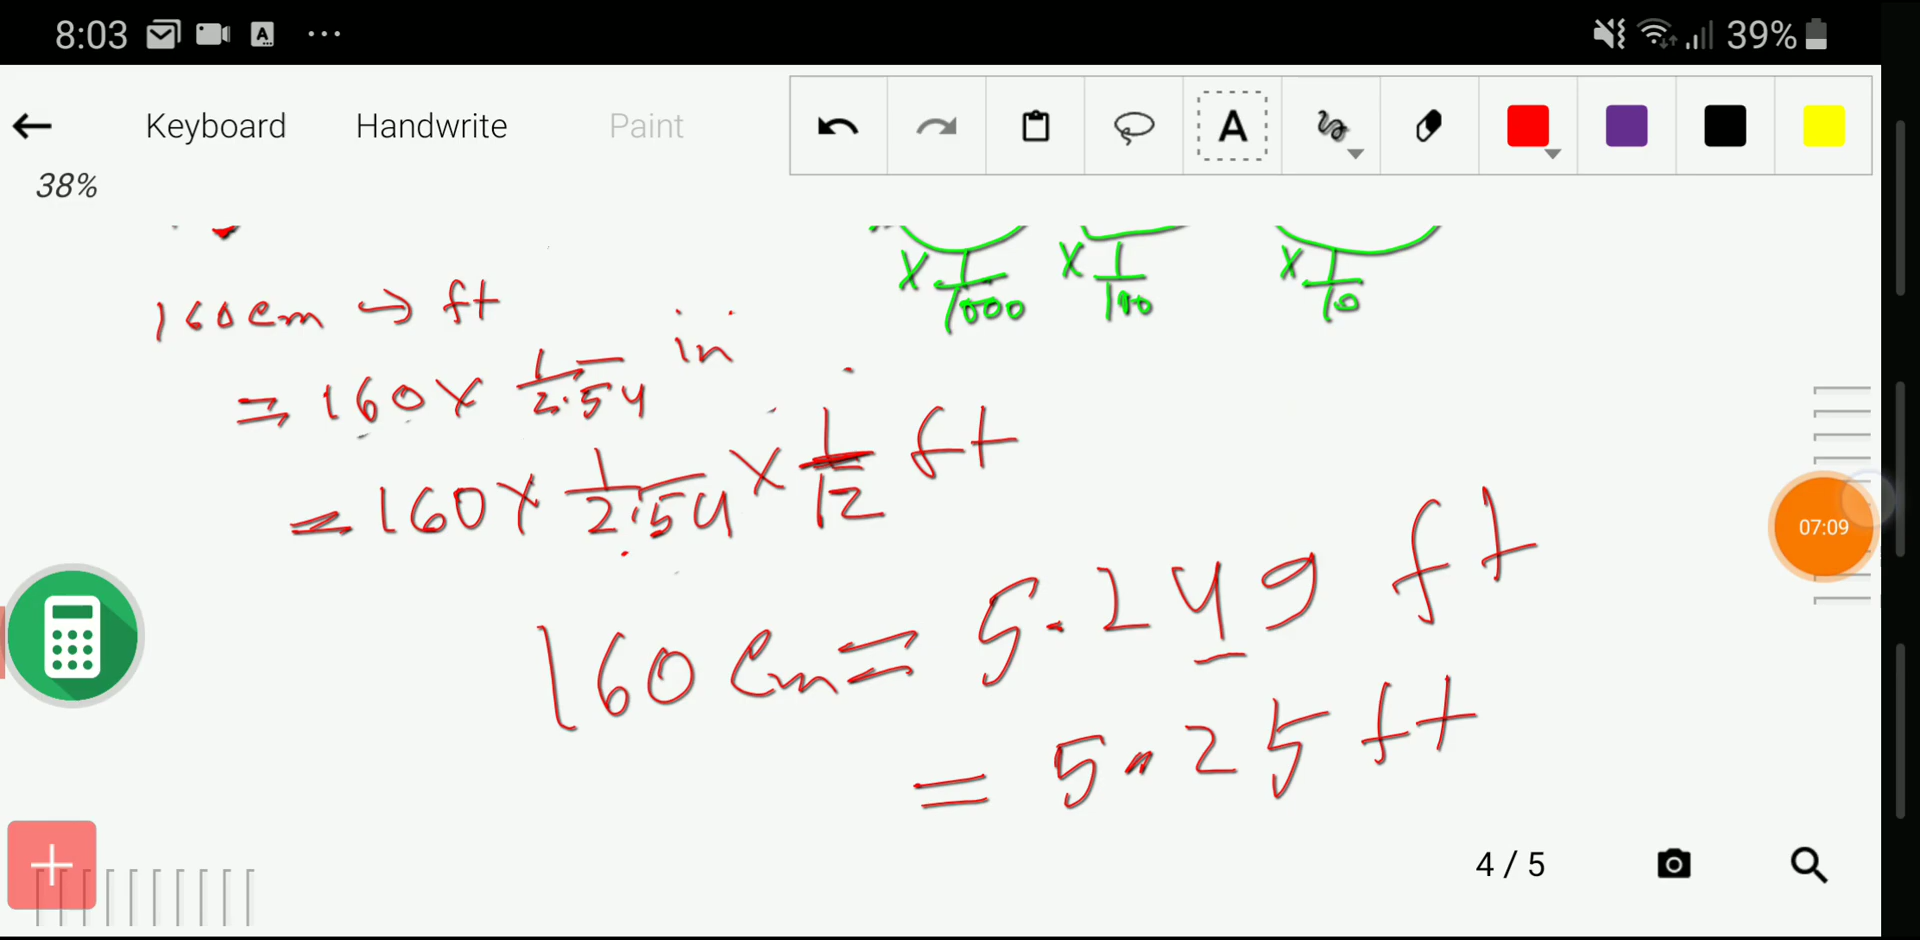 8:03 A... ... 39%
Keyboard Handwrite Paint A
38%
× 1/1000 × 1/100 × 1/10
160 cm → ft
= 160 × 1/2.54 in
= 160 × 1/2.54 × 1/12 ft
07:09
160 cm = 5.249 ft
= 5.25 ft
4 / 5